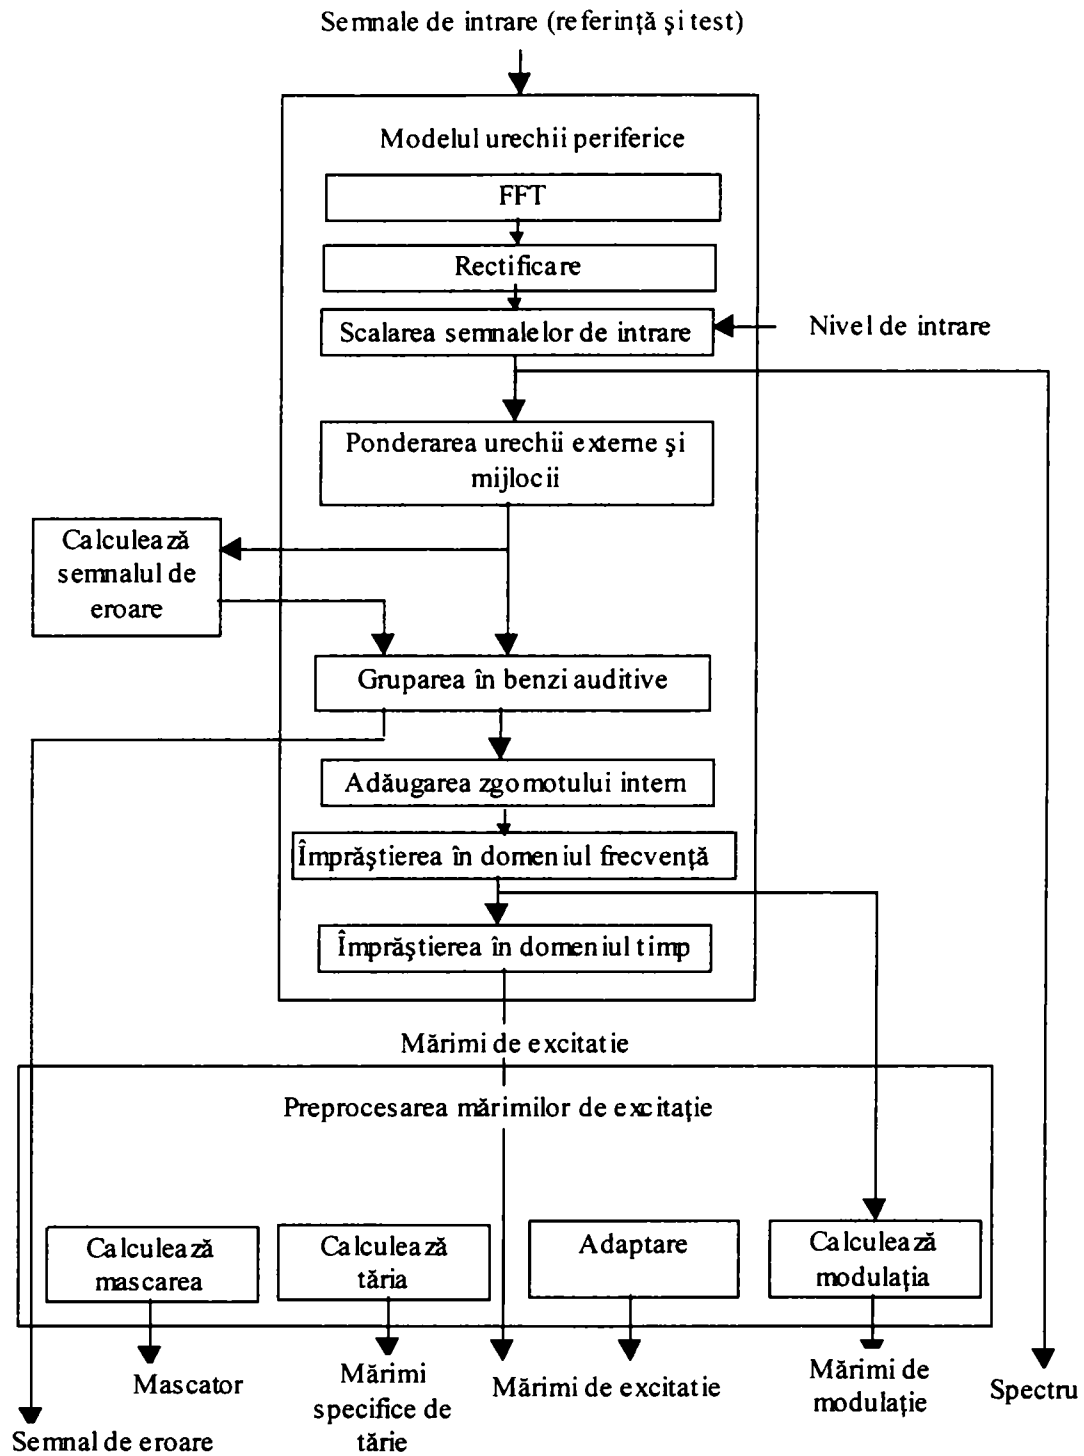 Semnale de intrare (referință și test)
Modelul urechii periferice
FFT
Rectificare
Scalarea semnalelor de intrare
Nivel de intrare
Ponderarea urechii externe și
mijlocii
Calculează
semnalul de
eroare
Gruparea în benzi auditive
Adăugarea zgomotului intern
Împrăștierea în domeniul frecvență
Împrăștierea în domeniul timp
Mărimi de excitatie
Preprocesarea mărimilor de excitație
Calculează
mascarea
Calculează
tăria
Adaptare
Calculează
modulația
Mascator
Mărimi
specifice de
tărie
Mărimi de excitatie
Mărimi de
modulație
Spectru
Semnal de eroare